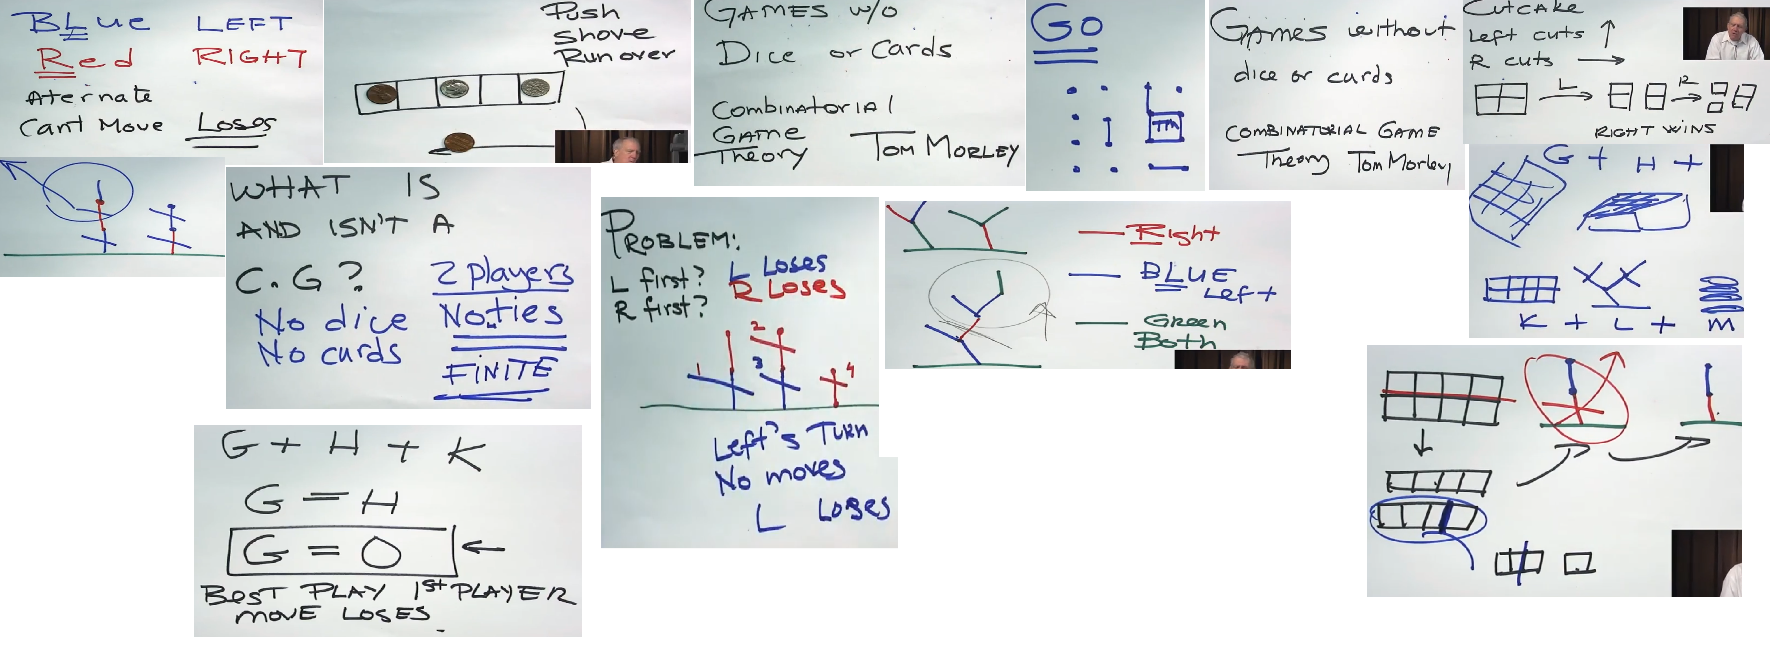 BLUE LEFT
Red RIGHT
Aternate
Cant Move Loses
Push
Shove
Run over
GAMES W/O
Dice or Cards
Combinatorial
GAME
Theory Tom Morley
GO
TM
Games without
dice or cards
COMBINATORIAL GAME
Theory Tom Morley
CutCake
Left cuts ↑
R cuts →
L R
RIGHT WINS
WHAT IS
AND ISN'T A
C.G? 2 Players
No dice No ties
No cards
FINITE
PROBLEM:
L first? L Loses
R first? R Loses
2
1 3 4
Left's Turn
No moves
L Loses
Right
BLUE
Left
Green
Both
G + H +
K + L + M
G + H + K
G = H
G = O
BEST PLAY 1st PLAYER
MOVE LOSES.